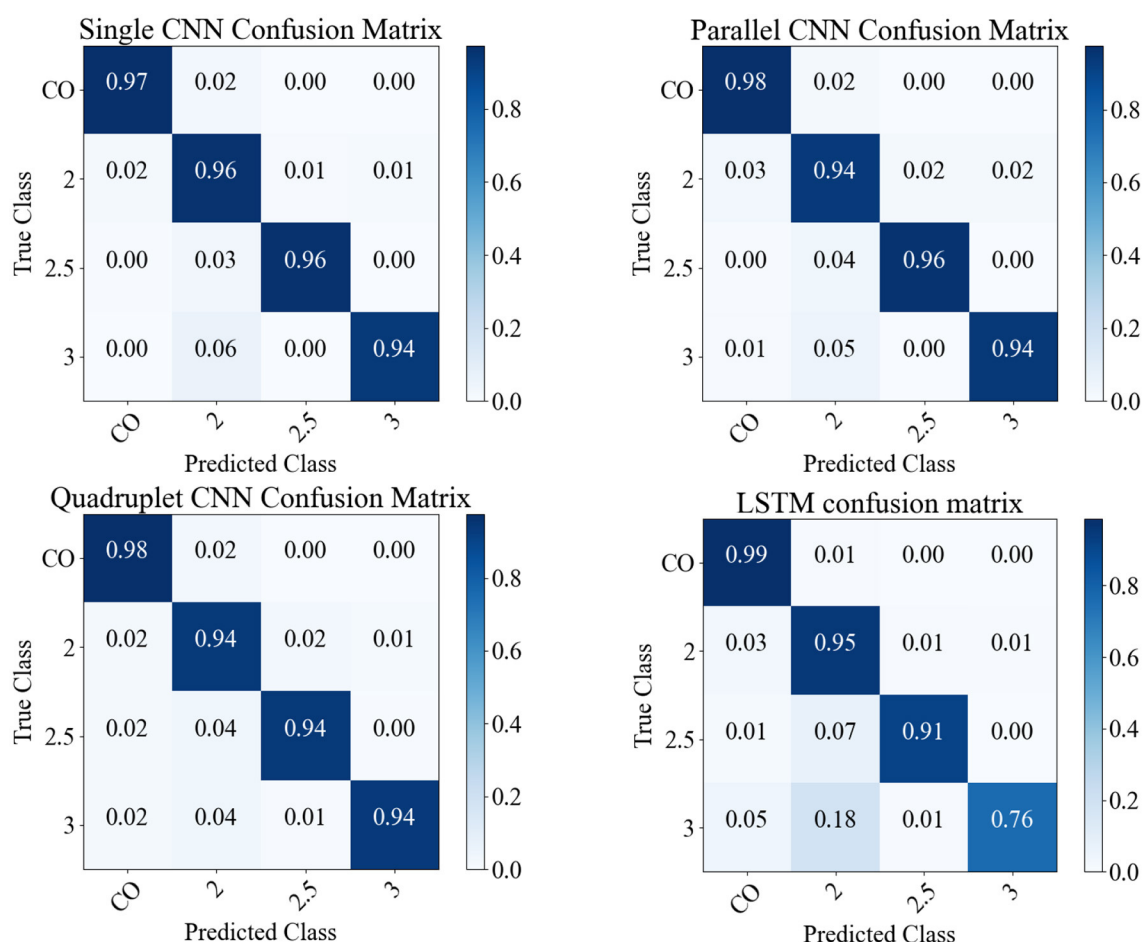 Single CNN Confusion Matrix
CO 0.97 0.02 0.00 0.00
2 0.02 0.96 0.01 0.01
2.5 0.00 0.03 0.96 0.00
3 0.00 0.06 0.00 0.94
True Class
CO 2 2.5 3
Predicted Class
0.8
0.6
0.4
0.2
0.0
Parallel CNN Confusion Matrix
CO 0.98 0.02 0.00 0.00
2 0.03 0.94 0.02 0.02
2.5 0.00 0.04 0.96 0.00
3 0.01 0.05 0.00 0.94
True Class
CO 2 2.5 3
Predicted Class
0.8
0.6
0.4
0.2
0.0
Quadruplet CNN Confusion Matrix
CO 0.98 0.02 0.00 0.00
2 0.02 0.94 0.02 0.01
2.5 0.02 0.04 0.94 0.00
3 0.02 0.04 0.01 0.94
True Class
CO 2 2.5 3
Predicted Class
0.8
0.6
0.4
0.2
0.0
LSTM confusion matrix
CO 0.99 0.01 0.00 0.00
2 0.03 0.95 0.01 0.01
2.5 0.01 0.07 0.91 0.00
3 0.05 0.18 0.01 0.76
True Class
CO 2 2.5 3
Predicted Class
0.8
0.6
0.4
0.2
0.0